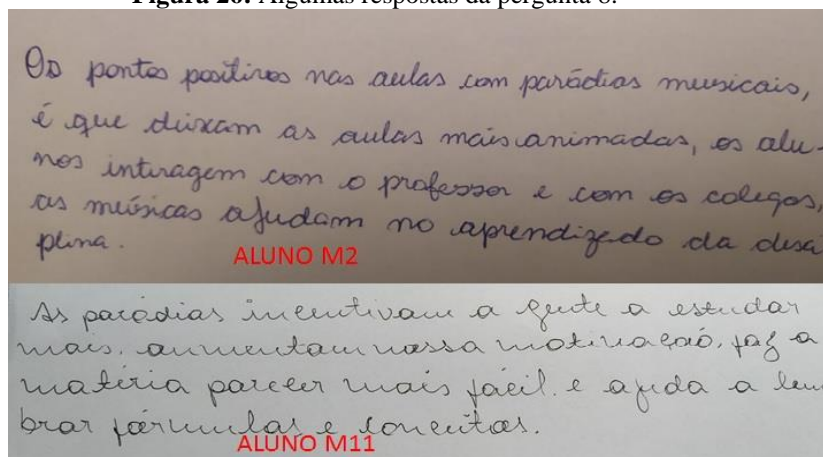 Figura 20: Algumas respostas da pergunta 8.
Os pontos positivos nas aulas com paródias musicais,
é que deixam as aulas mais animadas, os alu-
nos interagem com o professor e com os colegas,
as músicas ajudam no aprendizado da disci
plina.
ALUNO M2
As paródias incentivam a gente a estudar
mais, aumentam nossa motivação, faz a
matéria parecer mais fácil e ajuda a lem
brar fórmulas e conceitos.
ALUNO M11